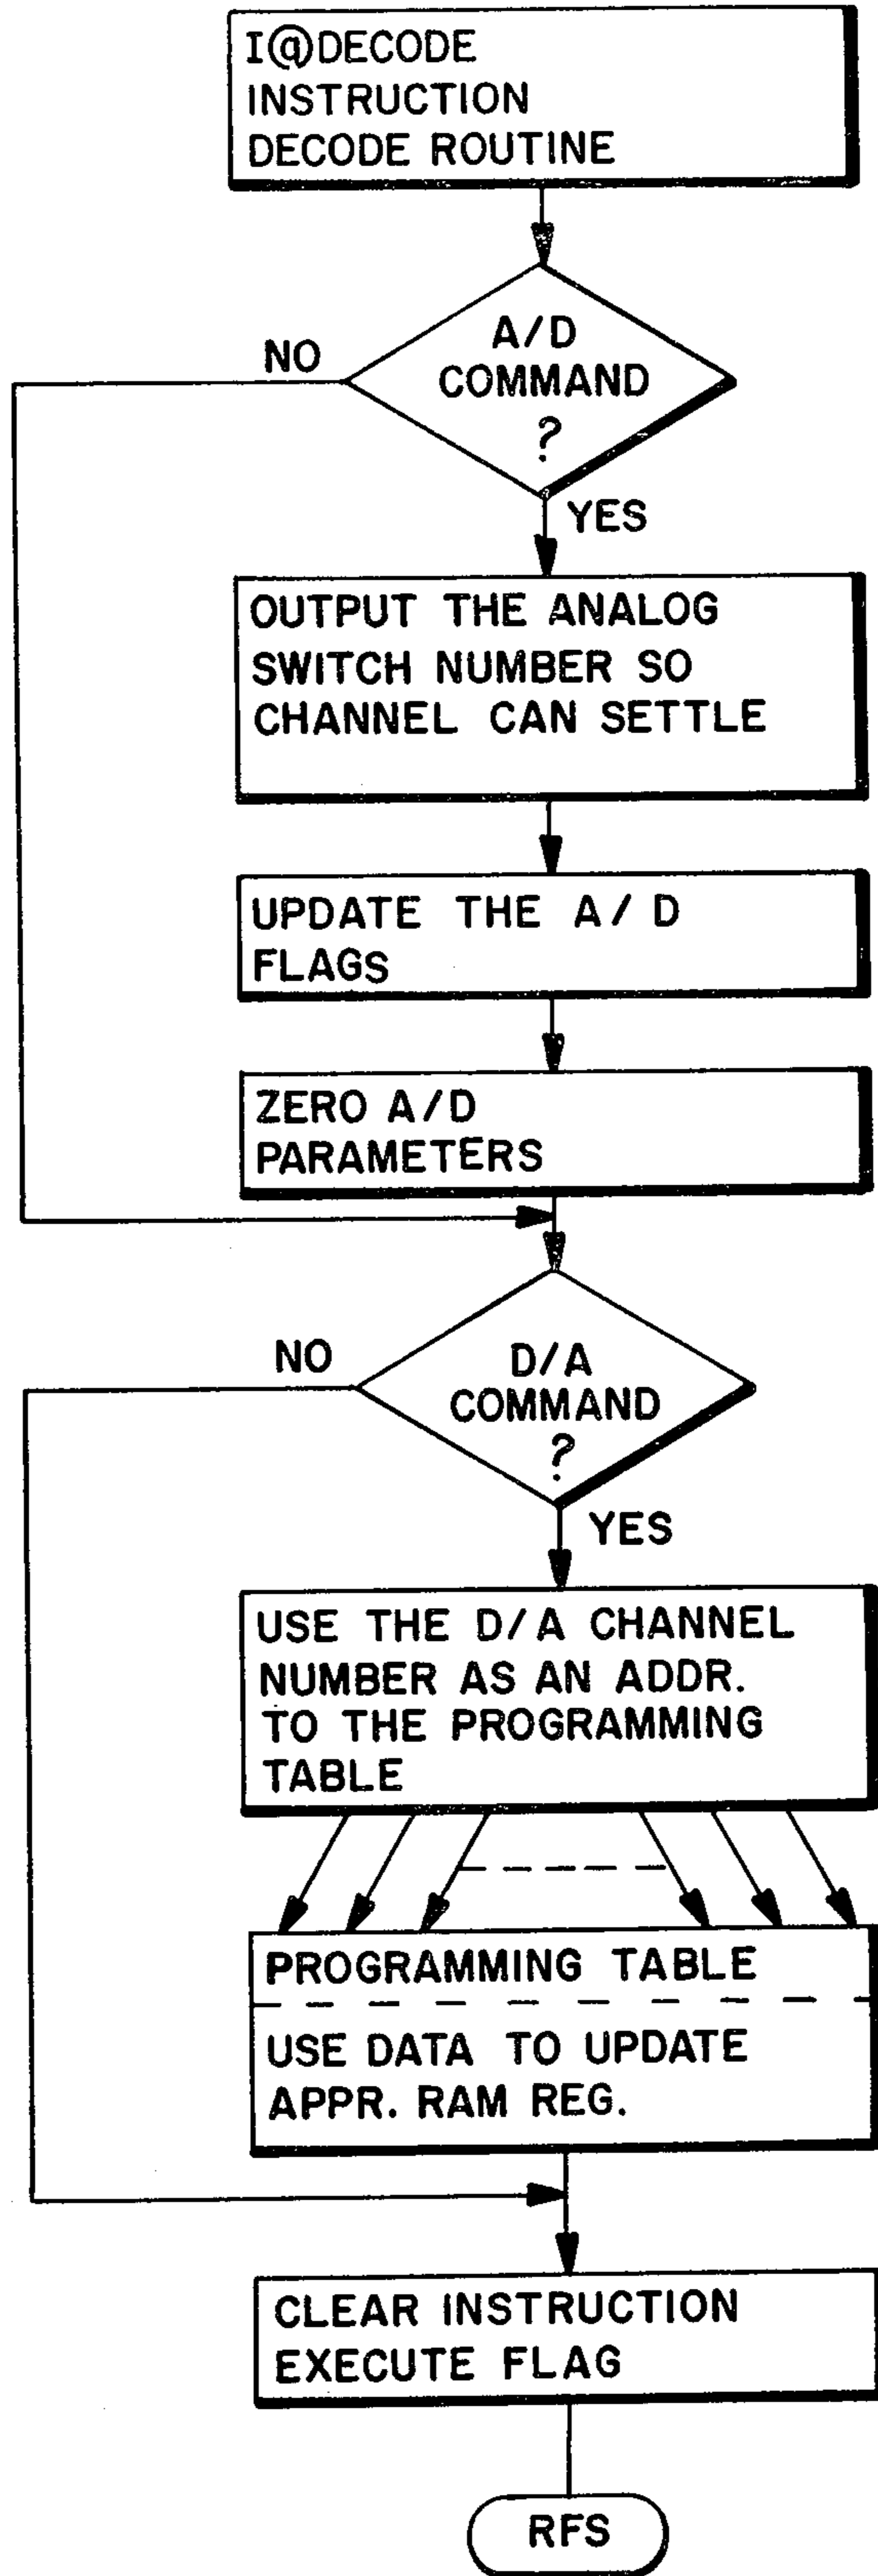 I@DECODE
INSTRUCTION
DECODE ROUTINE
A/D
COMMAND
?
NO
YES
OUTPUT THE ANALOG
SWITCH NUMBER SO
CHANNEL CAN SETTLE
UPDATE THE A/D
FLAGS
ZERO A/D
PARAMETERS
D/A
COMMAND
?
NO
YES
USE THE D/A CHANNEL
NUMBER AS AN ADDR.
TO THE PROGRAMMING
TABLE
PROGRAMMING TABLE
USE DATA TO UPDATE
APPR. RAM REG.
CLEAR INSTRUCTION
EXECUTE FLAG
RFS